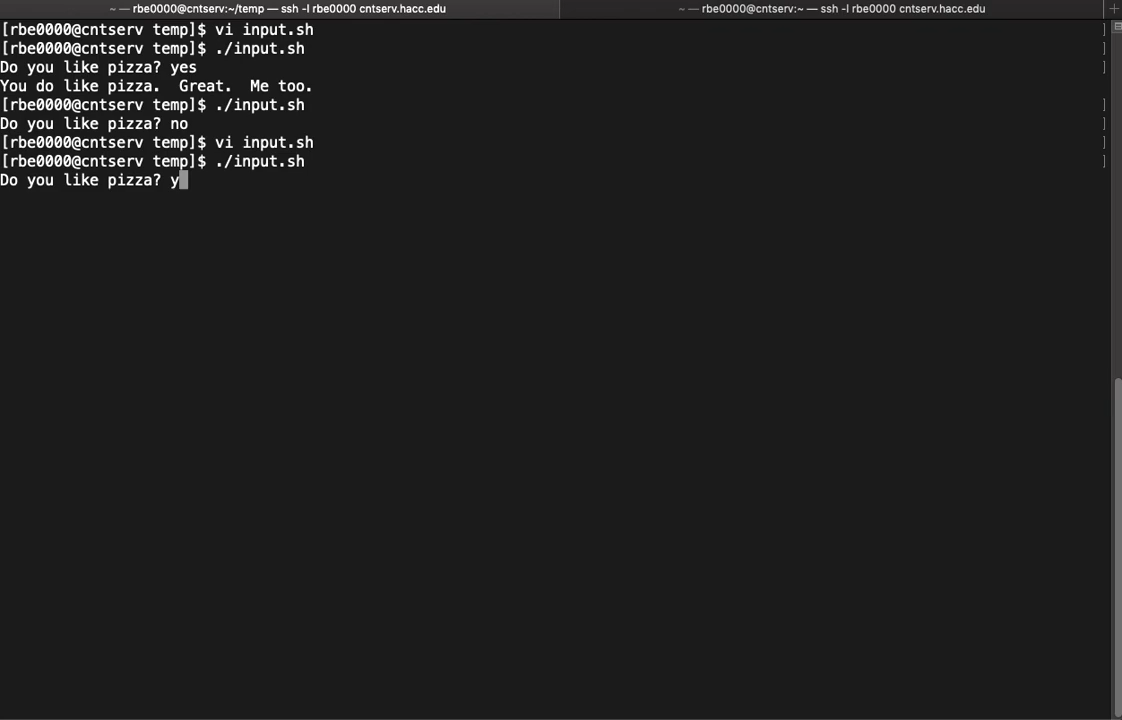 ~ — rbe0000@cntserv:~/temp — ssh -l rbe0000 cntserv.hacc.edu
~ — rbe0000@cntserv:~ — ssh -l rbe0000 cntserv.hacc.edu
[rbe0000@cntserv temp]$ vi input.sh ]
[rbe0000@cntserv temp]$ ./input.sh ]
Do you like pizza? yes ]
You do like pizza.  Great.  Me too.
[rbe0000@cntserv temp]$ ./input.sh ]
Do you like pizza? no ]
[rbe0000@cntserv temp]$ vi input.sh ]
[rbe0000@cntserv temp]$ ./input.sh ]
Do you like pizza? y